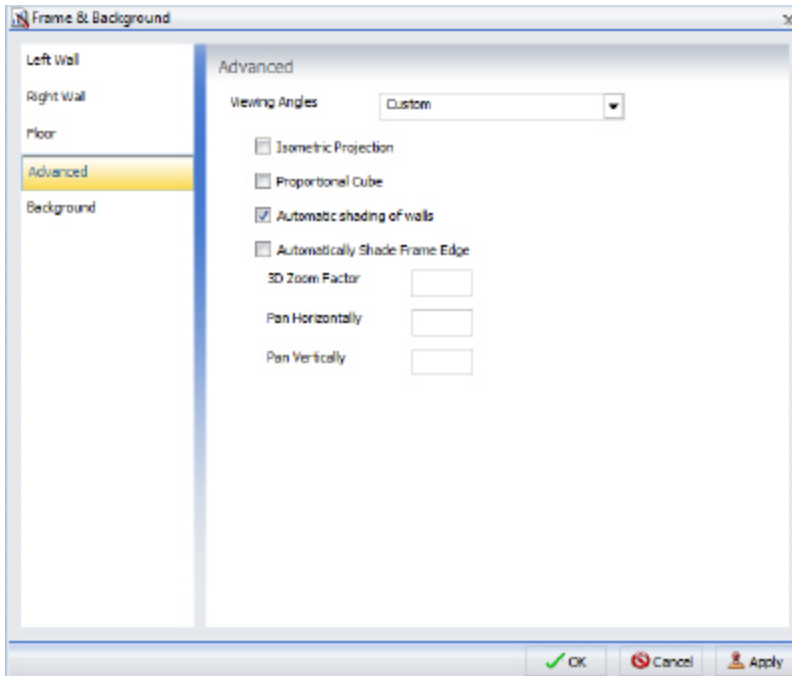 Frame & Background
Left Wall
Right Wall
Floor
Advanced
Background
Advanced
Viewing Angles Custom
Isometric Projection
Proportional Cube
Automatic shading of walls
Automatically Shade Frame Edge
3D Zoom Factor
Pan Horizontally
Pan Vertically
OK Cancel Apply